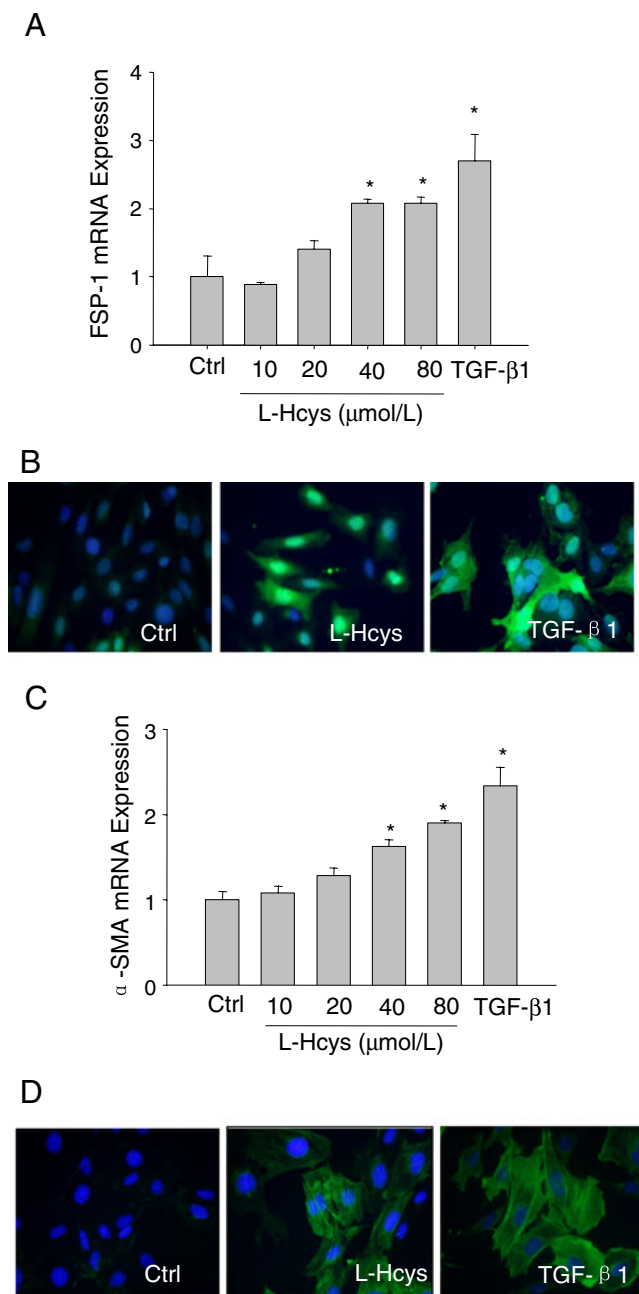 A
FSP-1 mRNA Expression
4
3
2
1
0
*
*
*
Ctrl 10 20 40 80 TGF-β1
L-Hcys (μmol/L)
B
Ctrl
L-Hcys
TGF- β 1
C
α -SMA mRNA Expression
3
2
1
0
*
*
*
Ctrl 10 20 40 80 TGF-β1
L-Hcys (μmol/L)
D
Ctrl
L-Hcys
TGF- β 1